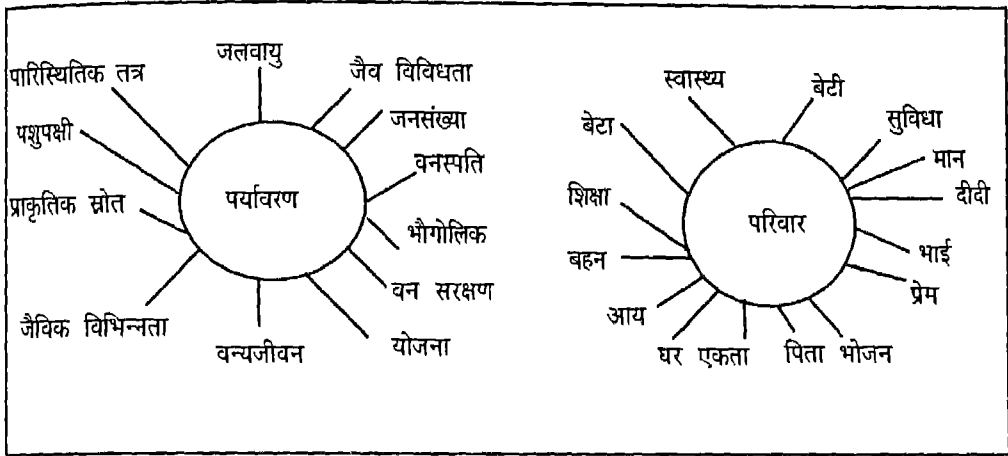 जलवायु
पारिस्थितिक तत्र
जैव विविधता
पशुपक्षी
जनसंख्या
वनस्पति
प्राकृतिक स्रोत
पर्यावरण
भौगोलिक
वन सरक्षण
जैविक विभिन्नता
वन्यजीवन
योजना
स्वास्थ्य
बेटी
बेटा
सुविधा
मान
दीदी
शिक्षा
परिवार
भाई
बहन
प्रेम
आय
घर एकता
पिता भोजन